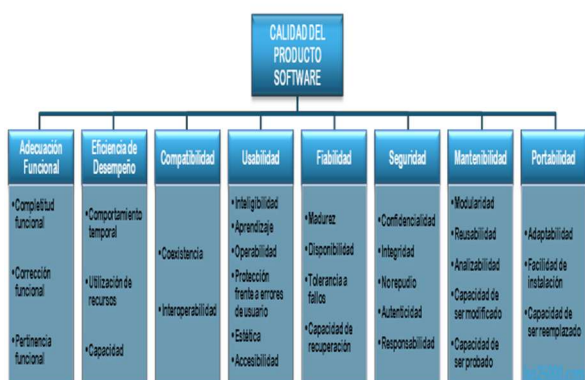 CALIDAD DEL
PRODUCTO
SOFTWARE
Adecuación
Funcional
•Completitud
funcional
•Corrección
funcional
•Pertinencia
funcional
Eficiencia de
Desempeño
•Comportamiento
temporal
•Utilización de
recursos
•Capacidad
Compatibilidad
•Coexistencia
•Interoperabilidad
Usabilidad
•Inteligibilidad
•Aprendizaje
•Operabilidad
•Protección
frente a errores
de usuario
•Estética
•Accesibilidad
Fiabilidad
•Madurez
•Disponibilidad
•Tolerancia a
fallos
•Capacidad de
recuperación
Seguridad
•Confidencialidad
•Integridad
•No repudio
•Autenticidad
•Responsabilidad
Mantenibilidad
•Modularidad
•Reusabilidad
•Analizabilidad
•Capacidad de
ser modificado
•Capacidad de
ser probado
Portabilidad
•Adaptabilidad
•Facilidad de
instalación
•Capacidad de
ser reemplazado